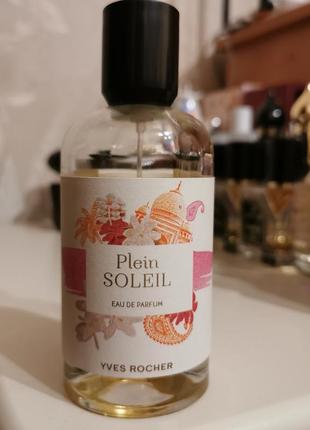 Plein
SOLEIL
EAU DE PARFUM
YVES ROCHER